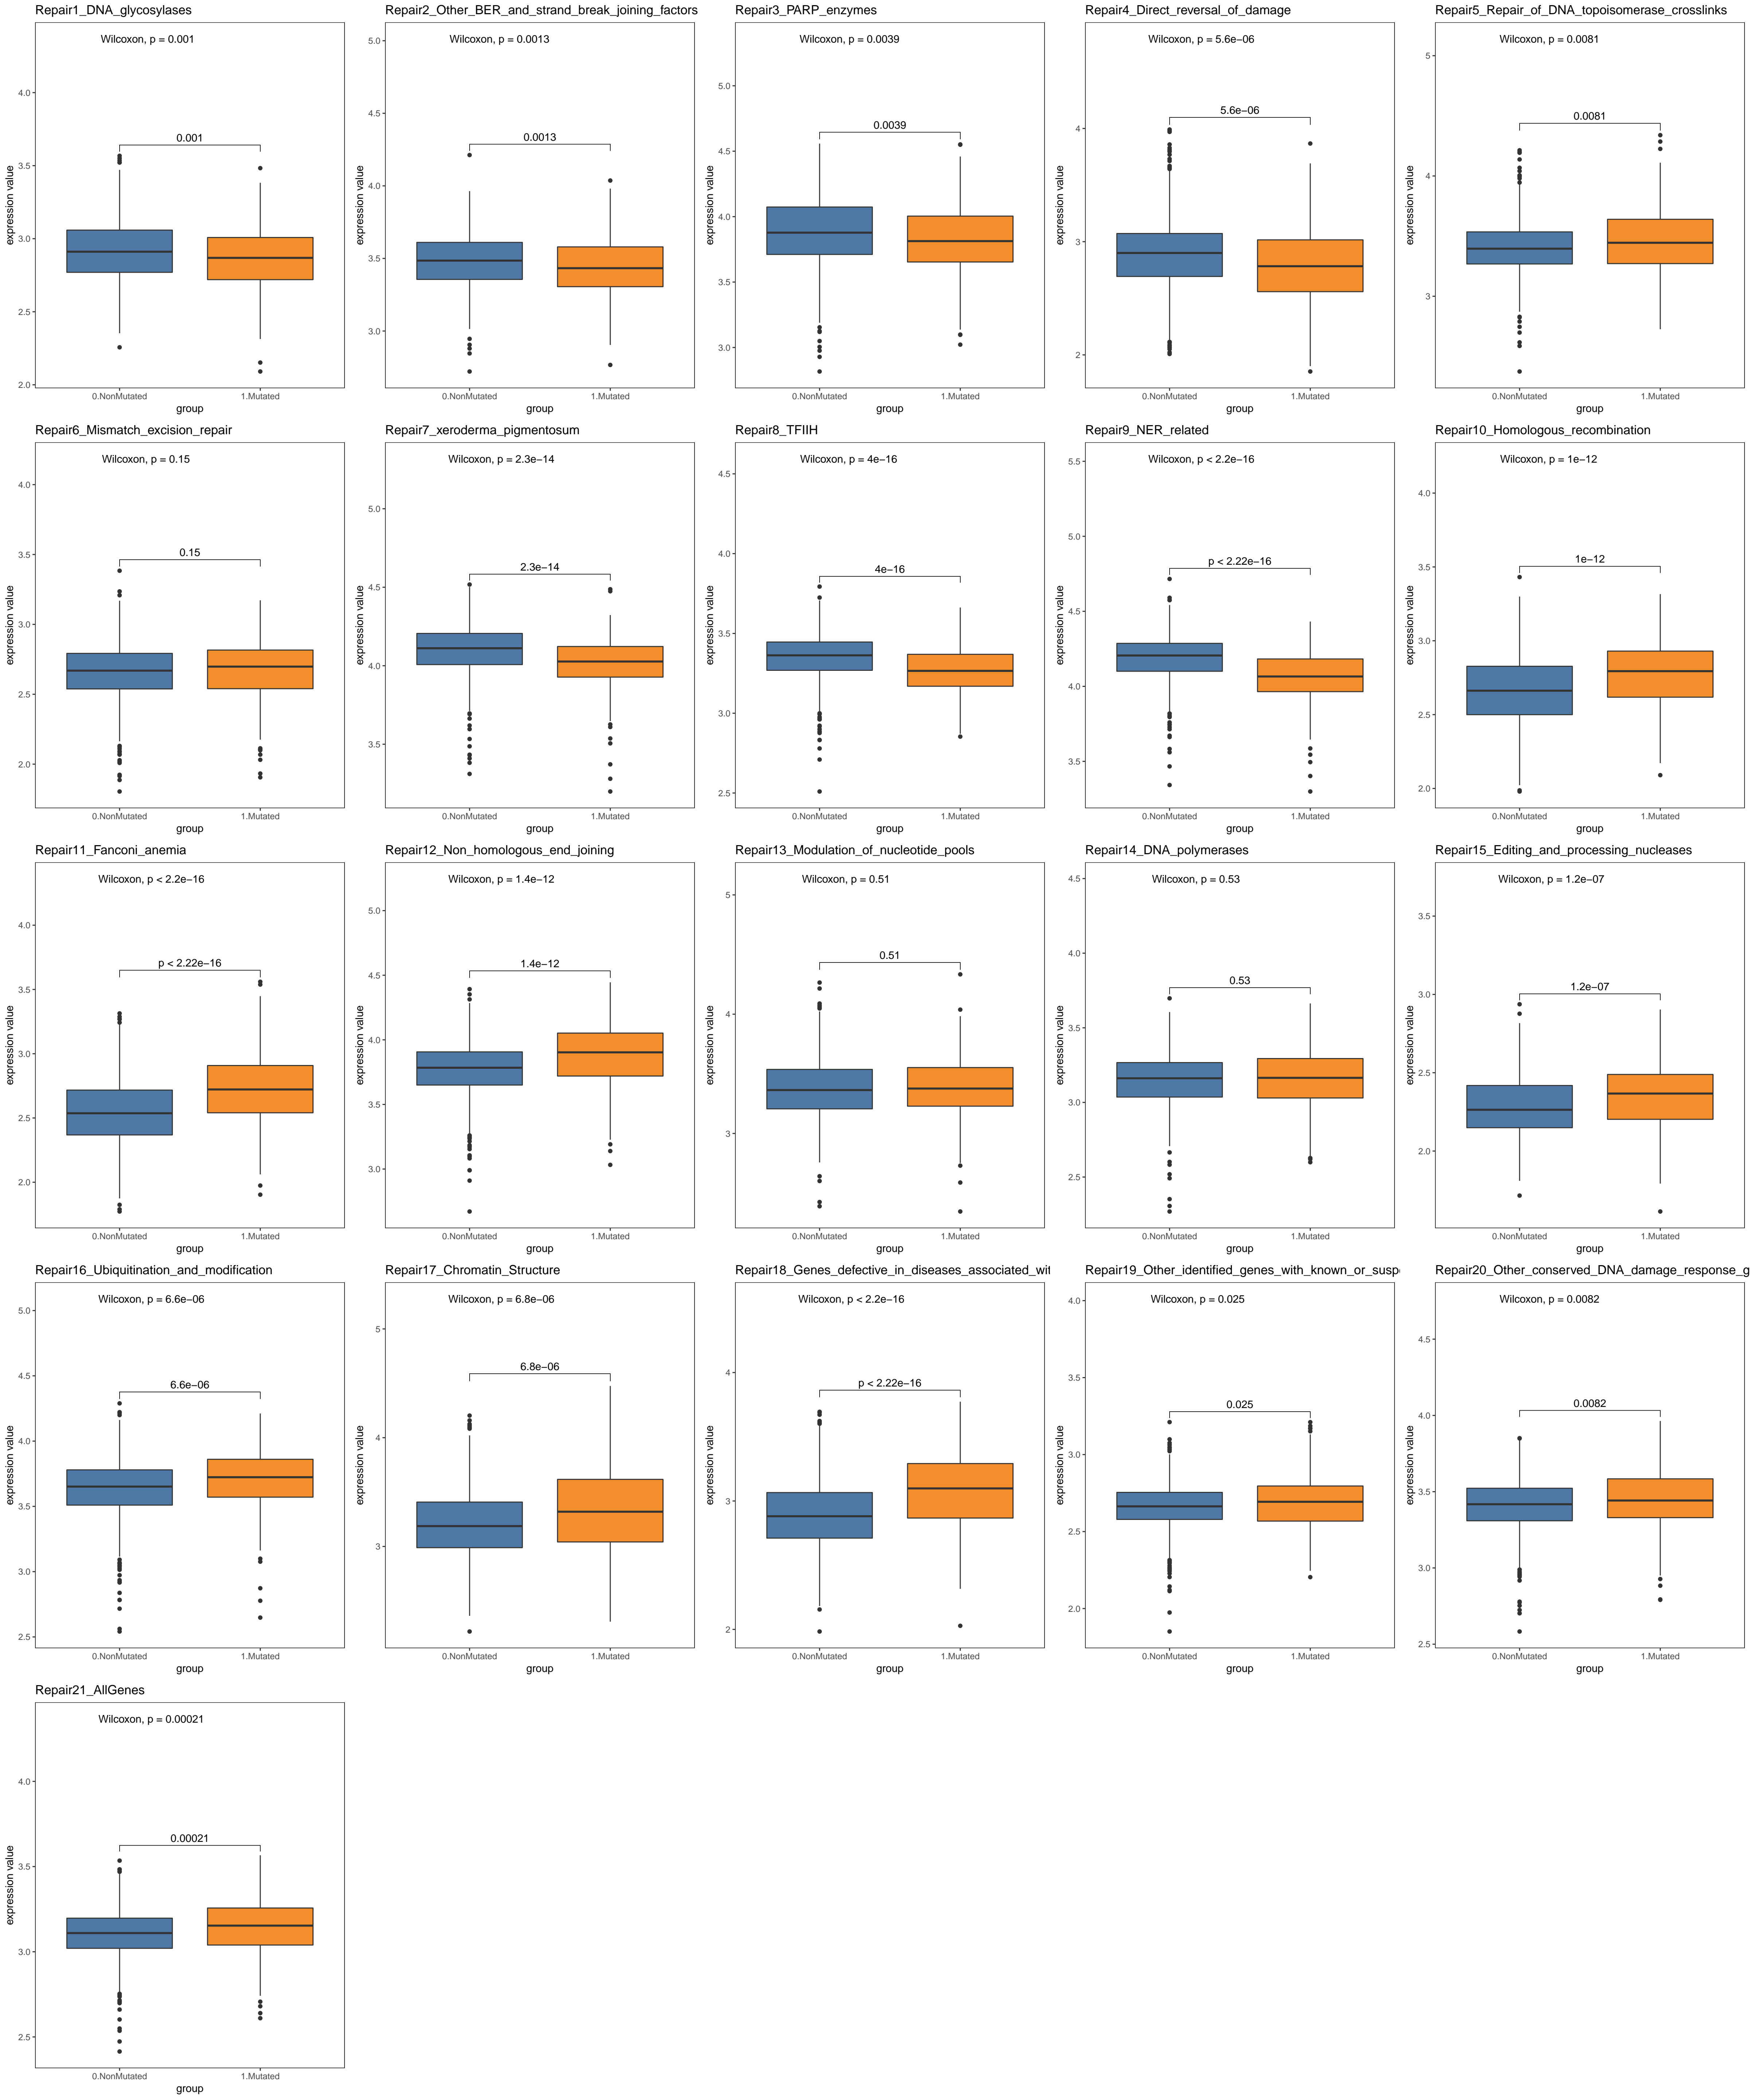 Repair1_DNA_glycosylases
Wilcoxon, p = 0.001
0.001
4.0
3.5
3.0
2.5
2.0
expression value
0.NonMutated 1.Mutated
group
Repair2_Other_BER_and_strand_break_joining_factors
Wilcoxon, p = 0.0013
0.0013
5.0
4.5
4.0
3.5
3.0
expression value
0.NonMutated 1.Mutated
group
Repair3_PARP_enzymes
Wilcoxon, p = 0.0039
0.0039
5.0
4.5
4.0
3.5
3.0
expression value
0.NonMutated 1.Mutated
group
Repair4_Direct_reversal_of_damage
Wilcoxon, p = 5.6e−06
5.6e−06
4
3
2
expression value
0.NonMutated 1.Mutated
group
Repair5_Repair_of_DNA_topoisomerase_crosslinks
Wilcoxon, p = 0.0081
0.0081
5
4
3
expression value
0.NonMutated 1.Mutated
group
Repair6_Mismatch_excision_repair
Wilcoxon, p = 0.15
0.15
4.0
3.5
3.0
2.5
2.0
expression value
0.NonMutated 1.Mutated
group
Repair7_xeroderma_pigmentosum
Wilcoxon, p = 2.3e−14
2.3e−14
5.0
4.5
4.0
3.5
expression value
0.NonMutated 1.Mutated
group
Repair8_TFIIH
Wilcoxon, p = 4e−16
4e−16
4.5
4.0
3.5
3.0
2.5
expression value
0.NonMutated 1.Mutated
group
Repair9_NER_related
Wilcoxon, p < 2.2e−16
p < 2.22e−16
5.5
5.0
4.5
4.0
3.5
expression value
0.NonMutated 1.Mutated
group
Repair10_Homologous_recombination
Wilcoxon, p = 1e−12
1e−12
4.0
3.5
3.0
2.5
2.0
expression value
0.NonMutated 1.Mutated
group
Repair11_Fanconi_anemia
Wilcoxon, p < 2.2e−16
p < 2.22e−16
4.0
3.5
3.0
2.5
2.0
expression value
0.NonMutated 1.Mutated
group
Repair12_Non_homologous_end_joining
Wilcoxon, p = 1.4e−12
1.4e−12
5.0
4.5
4.0
3.5
3.0
expression value
0.NonMutated 1.Mutated
group
Repair13_Modulation_of_nucleotide_pools
Wilcoxon, p = 0.51
0.51
5
4
3
expression value
0.NonMutated 1.Mutated
group
Repair14_DNA_polymerases
Wilcoxon, p = 0.53
0.53
4.5
4.0
3.5
3.0
2.5
expression value
0.NonMutated 1.Mutated
group
Repair15_Editing_and_processing_nucleases
Wilcoxon, p = 1.2e−07
1.2e−07
3.5
3.0
2.5
2.0
expression value
0.NonMutated 1.Mutated
group
Repair16_Ubiquitination_and_modification
Wilcoxon, p = 6.6e−06
6.6e−06
5.0
4.5
4.0
3.5
3.0
2.5
expression value
0.NonMutated 1.Mutated
group
Repair17_Chromatin_Structure
Wilcoxon, p = 6.8e−06
6.8e−06
5
4
3
expression value
0.NonMutated 1.Mutated
group
Repair18_Genes_defective_in_diseases_associated_wit
Wilcoxon, p < 2.2e−16
p < 2.22e−16
4
3
2
expression value
0.NonMutated 1.Mutated
group
Repair19_Other_identified_genes_with_known_or_susp
Wilcoxon, p = 0.025
0.025
4.0
3.5
3.0
2.5
2.0
expression value
0.NonMutated 1.Mutated
group
Repair20_Other_conserved_DNA_damage_response_g
Wilcoxon, p = 0.0082
0.0082
4.5
4.0
3.5
3.0
2.5
expression value
0.NonMutated 1.Mutated
group
Repair21_AllGenes
Wilcoxon, p = 0.00021
0.00021
4.0
3.5
3.0
2.5
expression value
0.NonMutated 1.Mutated
group